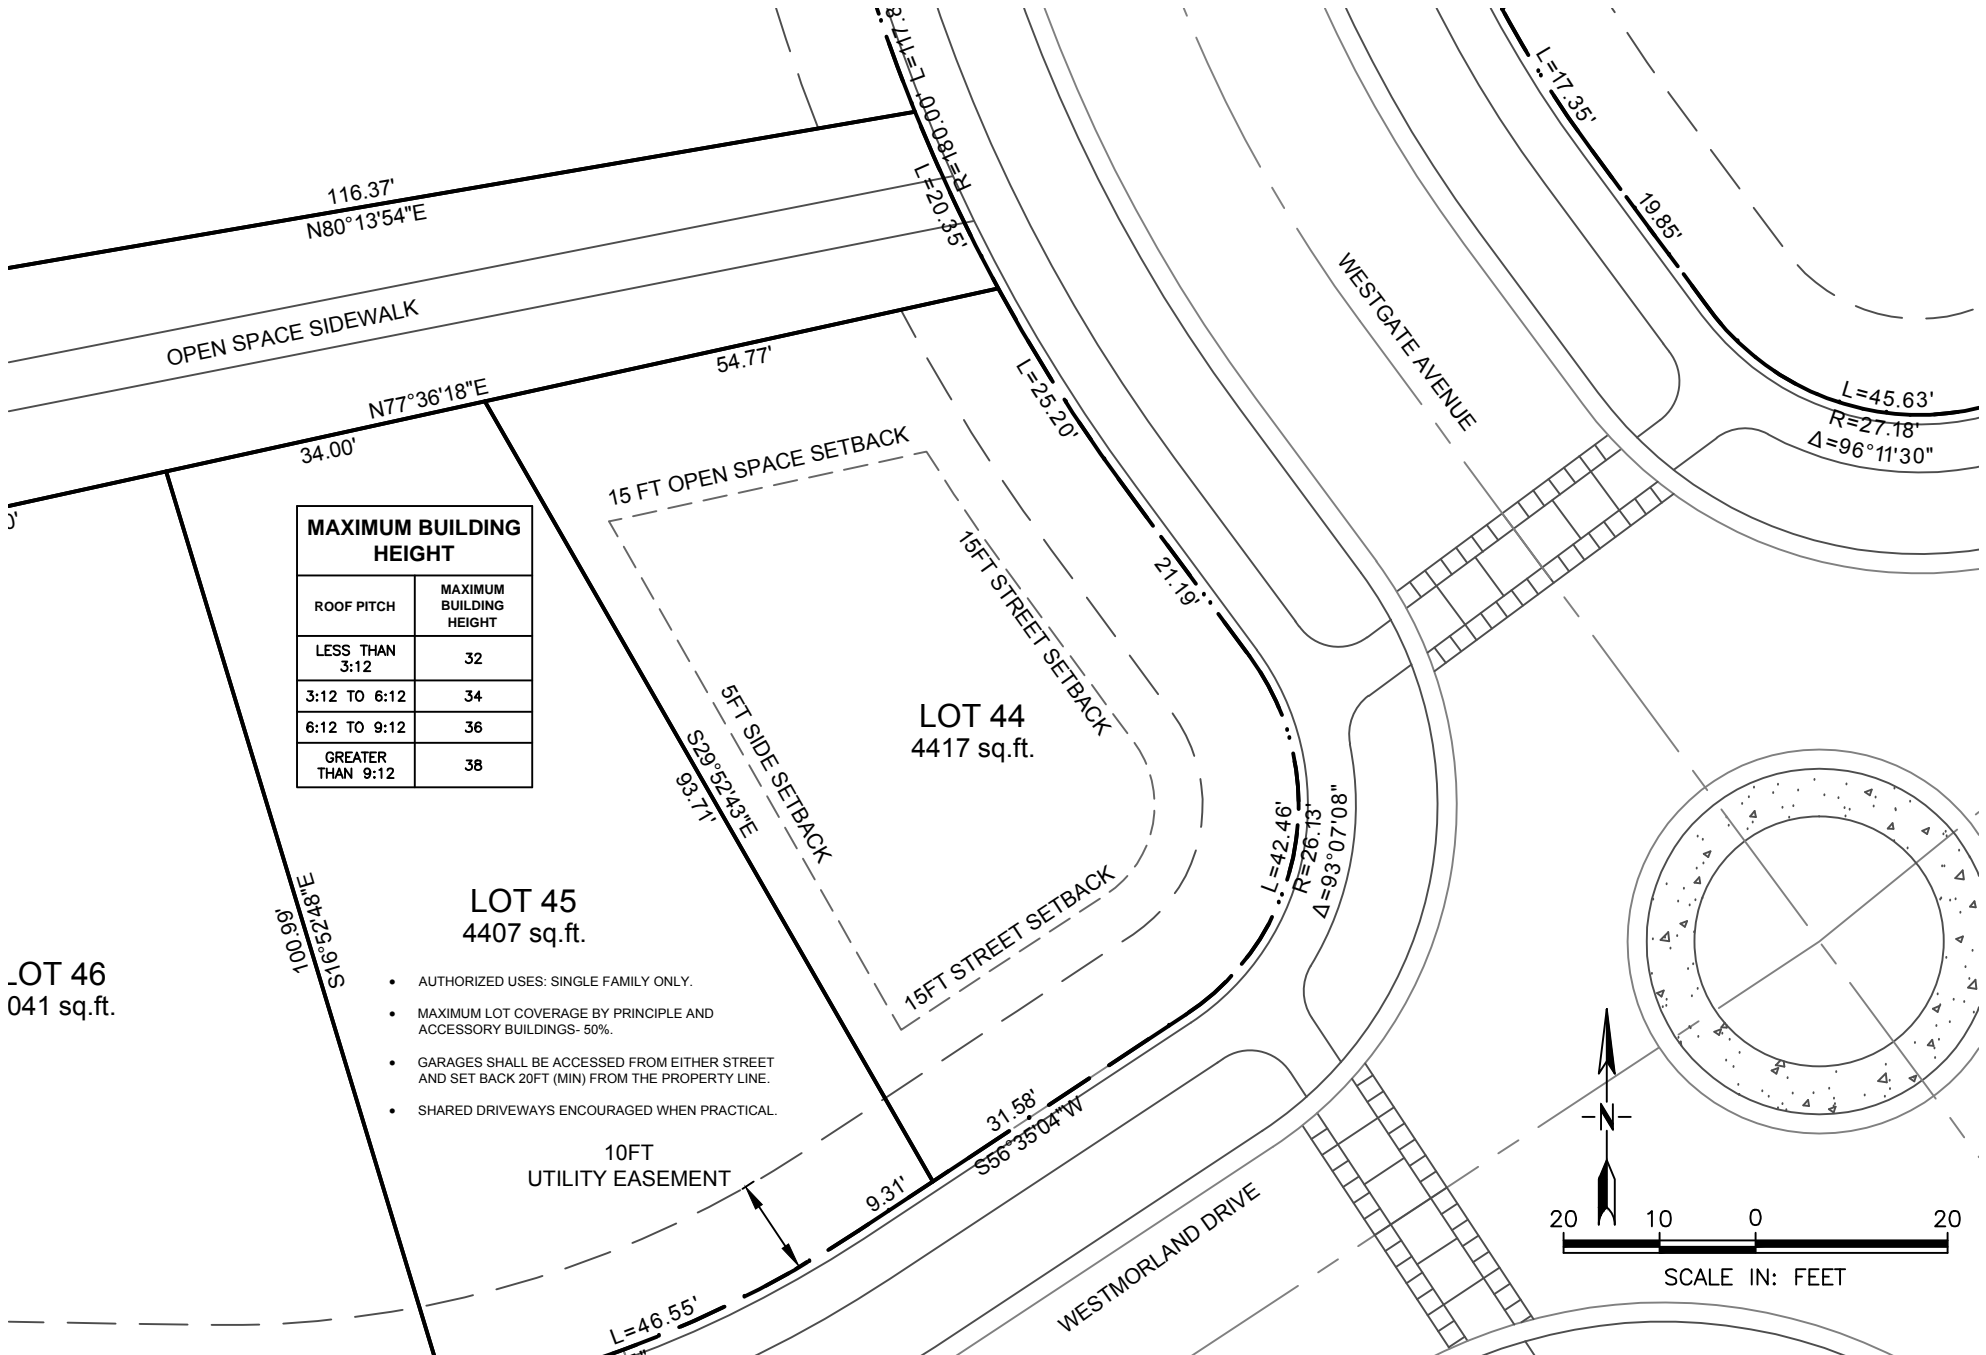 L=117.3
R=180.00'
L=20.35'
L=17.35'
19.85'
116.37'
N80°13'54"E
OPEN SPACE SIDEWALK
WESTGATE AVENUE
54.77'
N77°36'18"E
34.00'
L=25.20'
L=45.63'
R=27.18'
Δ=96°11'30"
15 FT OPEN SPACE SETBACK
15FT STREET SETBACK
21.19'
MAXIMUM BUILDING
HEIGHT
ROOF PITCH
MAXIMUM
BUILDING
HEIGHT
LESS THAN
3:12
32
3:12 TO 6:12
34
6:12 TO 9:12
36
GREATER
THAN 9:12
38
5FT SIDE SETBACK
S29°52'43"E
93.71'
LOT 44
4417 sq.ft.
L=42.46'
R=26.13'
Δ=93°07'08"
15FT STREET SETBACK
S16°52'48"E
100.99'
LOT 45
4407 sq.ft.
LOT 46
041 sq.ft.
• AUTHORIZED USES: SINGLE FAMILY ONLY.
• MAXIMUM LOT COVERAGE BY PRINCIPLE AND
ACCESSORY BUILDINGS- 50%.
• GARAGES SHALL BE ACCESSED FROM EITHER STREET
AND SET BACK 20FT (MIN) FROM THE PROPERTY LINE.
• SHARED DRIVEWAYS ENCOURAGED WHEN PRACTICAL.
10FT
UTILITY EASEMENT
31.58'
S56°35'04"W
9.31'
L=46.55'
WESTMORLAND DRIVE
N
20 10 0 20
SCALE IN: FEET